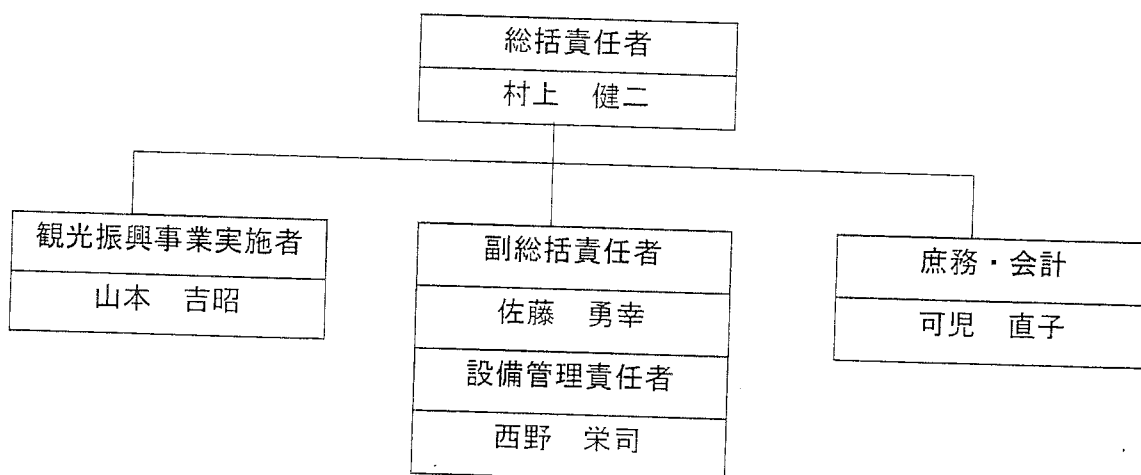 総括責任者
村上　健二
観光振興事業実施者
山本　吉昭
副総括責任者
佐藤　勇幸
設備管理責任者
西野　栄司
庶務・会計
可児　直子